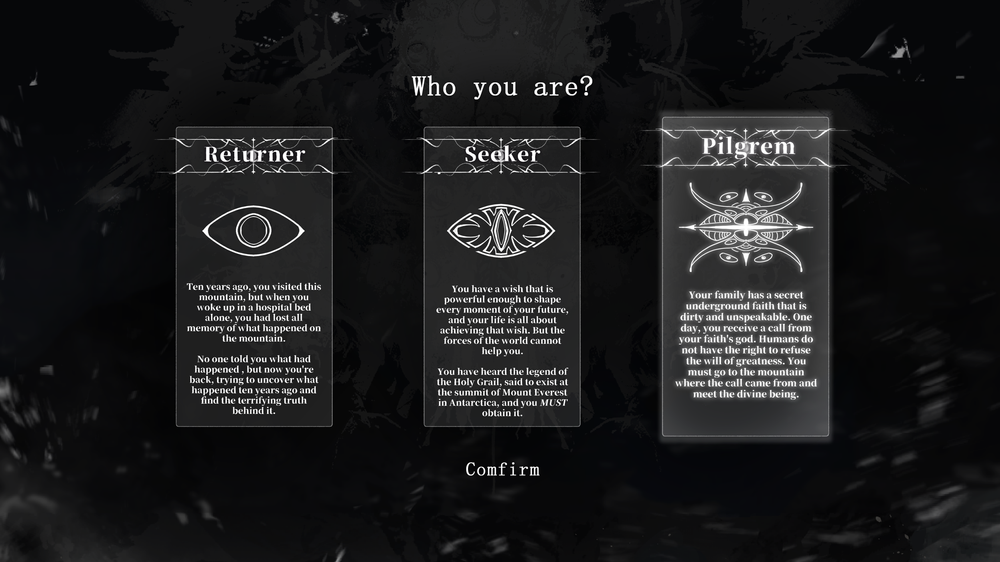 Who you are?
Returner
Ten years ago, you visited this
mountain, but when you
woke up in a hospital bed
alone, you had lost all
memory of what happened on
the mountain.
No one told you what had
happened , but now you're
back, trying to uncover what
happened ten years ago and
find the terrifying truth
behind it.
Seeker
You have a wish that is
powerful enough to shape
every moment of your future,
and your life is all about
achieving that wish. But the
forces of the world cannot
help you.
You have heard the legend of
the Holy Grail, said to exist at
the summit of Mount Everest
in Antarctica, and you MUST
obtain it.
Pilgrem
Your family has a secret
underground faith that is
dirty and unspeakable. One
day, you receive a call from
your faith's god. Humans do
not have the right to refuse
the will of greatness. You
must go to the mountain
where the call came from and
meet the divine being.
Comfirm